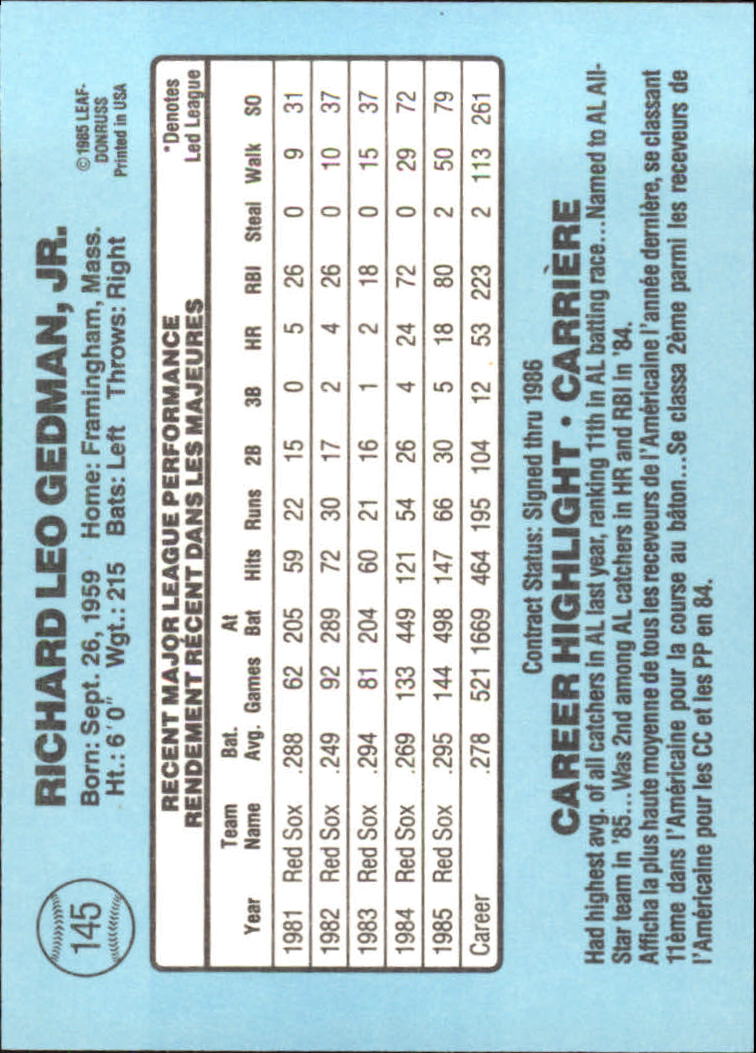 145
RICHARD LEO GEDMAN, JR.
Born: Sept. 26, 1959 Home: Framingham, Mass.
Ht.: 6'0" Wgt.: 215 Bats: Left Throws: Right
© 1985 LEAF-
DONRUSS
Printed in USA
RECENT MAJOR LEAGUE PERFORMANCE
RENDEMENT RÉCENT DANS LES MAJEURES
*Denotes
Led League
Team Bat. At
Year Name Avg. Games Bat Hits Runs 2B 3B HR RBI Steal Walk SO
1981 Red Sox .288 62 205 59 22 15 0 5 26 0 9 31
1982 Red Sox .249 92 289 72 30 17 2 4 26 0 10 37
1983 Red Sox .294 81 204 60 21 16 1 2 18 0 15 37
1984 Red Sox .269 133 449 121 54 26 4 24 72 0 29 72
1985 Red Sox .295 144 498 147 66 30 5 18 80 2 50 79
Career .278 521 1669 464 195 104 12 53 223 2 113 261
Contract Status: Signed thru 1986
CAREER HIGHLIGHT • CARRIÈRE
Had highest avg. of all catchers in AL last year, ranking 11th in AL batting race...Named to AL All-
Star team in '85...Was 2nd among AL catchers in HR and RBI in '84.
Afficha la plus haute moyenne de tous les receveurs de l'Américaine l'année dernière, se classant
11ème dans l'Américaine pour la course au bâton...Se classa 2ème parmi les receveurs de
l'Américaine pour les CC et les PP en 84.